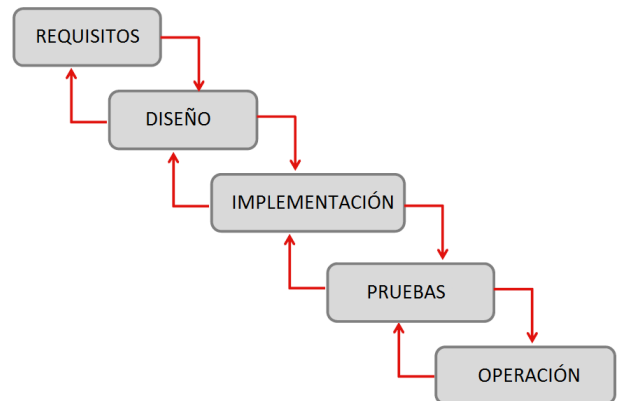 REQUISITOS
DISEÑO
IMPLEMENTACIÓN
PRUEBAS
OPERACIÓN